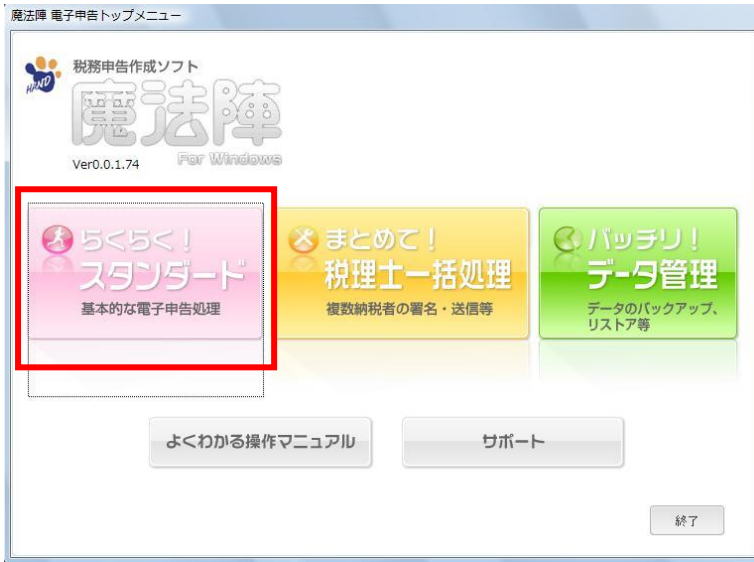 魔法陣 電子申告トップメニュー
HAND
税務申告作成ソフト
魔法陣
Ver0.0.1.74
For Windows
らくらく！
スタンダード
基本的な電子申告処理
まとめて！
税理士一括処理
複数納税者の署名・送信等
バッチリ！
データ管理
データのバックアップ、
リストア等
よくわかる操作マニュアル
サポート
終了